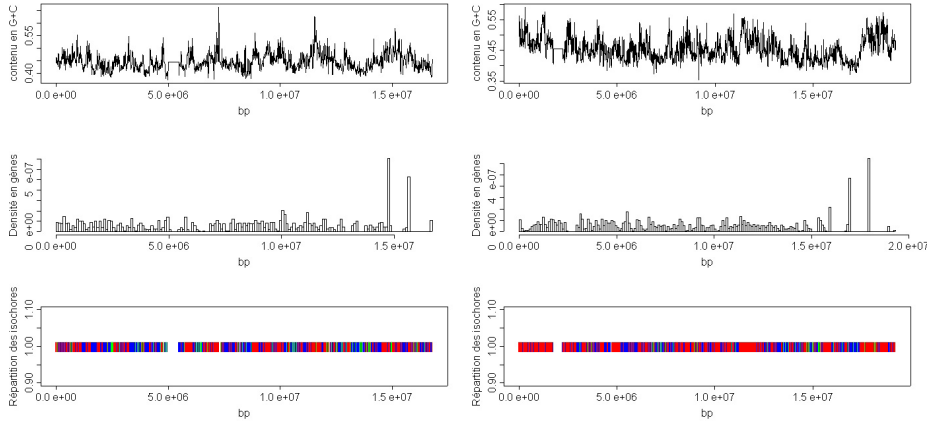 contenu en G+C
0.40
0.55
0.0 e+00
5.0 e+06
1.0 e+07
1.5 e+07
bp
contenu en G+C
0.35
0.45
0.55
0.0 e+00
5.0 e+06
1.0 e+07
1.5 e+07
bp
Densité en gènes
0 e+00
5 e-07
0.0 e+00
5.0 e+06
1.0 e+07
1.5 e+07
bp
Densité en gènes
0 e+00
4 e-07
0.0 e+00
5.0 e+06
1.0 e+07
1.5 e+07
2.0 e+07
bp
Répartition des isochores
0.90
1.00
1.10
0.0 e+00
5.0 e+06
1.0 e+07
1.5 e+07
bp
Répartition des isochores
0.90
1.00
1.10
0.0 e+00
5.0 e+06
1.0 e+07
1.5 e+07
bp